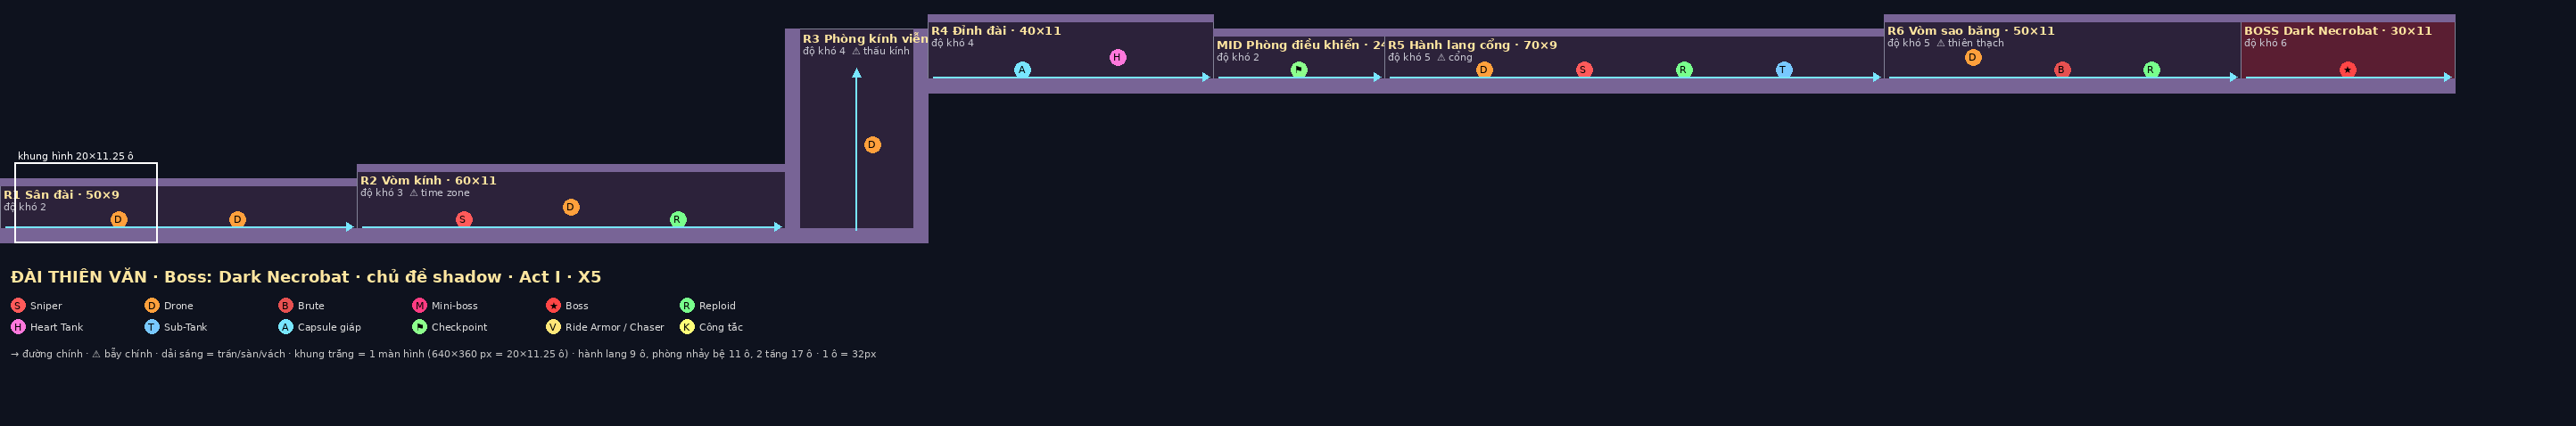 R3 Phòng kính viễn
độ khó 4 ⚠ thấu kính
D
R4 Đỉnh đài · 40×11
độ khó 4
A
H
MID Phòng điều khiển · 24
độ khó 2
⚑
R5 Hành lang cổng · 70×9
độ khó 5 ⚠ cổng
D
S
R
T
R6 Vòm sao băng · 50×11
độ khó 5 ⚠ thiên thạch
D
B
R
BOSS Dark Necrobat · 30×11
độ khó 6
★
khung hình 20×11.25 ô
R1 Sân đài · 50×9
độ khó 2
D
D
R2 Vòm kính · 60×11
độ khó 3 ⚠ time zone
S
D
R
ĐÀI THIÊN VĂN · Boss: Dark Necrobat · chủ đề shadow · Act I · X5
S Sniper D Drone B Brute M Mini-boss ★ Boss R Reploid
H Heart Tank T Sub-Tank A Capsule giáp ⚑ Checkpoint V Ride Armor / Chaser K Công tắc
→ đường chính · ⚠ bẫy chính · dải sáng = trần/sàn/vách · khung trắng = 1 màn hình (640×360 px = 20×11.25 ô) · hành lang 9 ô, phòng nhảy bệ 11 ô, 2 tầng 17 ô · 1 ô = 32px